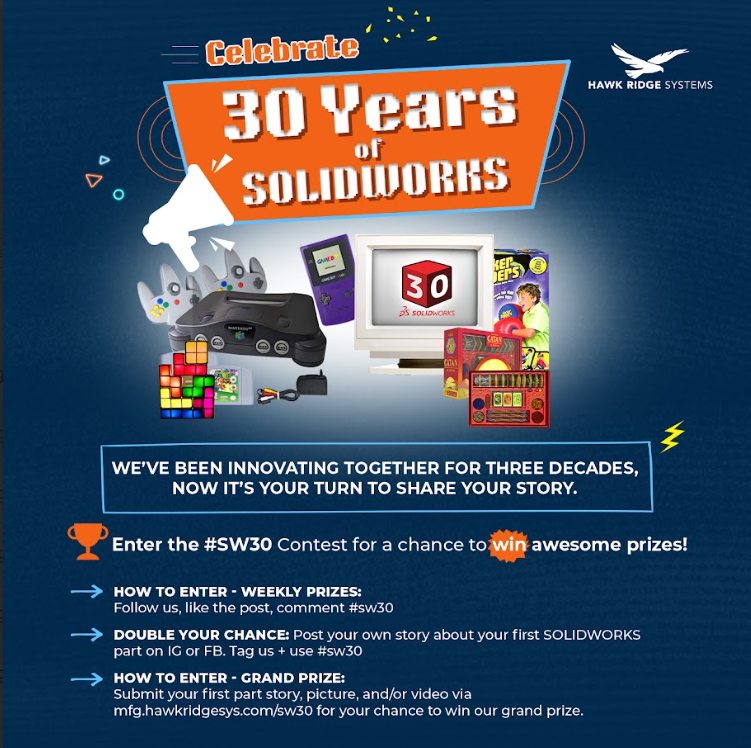 Celebrate
30 Years
of
SOLIDWORKS
HAWK RIDGE SYSTEMS
30
SOLIDWORKS
CATAN
WE'VE BEEN INNOVATING TOGETHER FOR THREE DECADES,
NOW IT'S YOUR TURN TO SHARE YOUR STORY.
Enter the #SW30 Contest for a chance to win awesome prizes!
HOW TO ENTER - WEEKLY PRIZES:
Follow us, like the post, comment #sw30
DOUBLE YOUR CHANCE: Post your own story about your first SOLIDWORKS
part on IG or FB. Tag us + use #sw30
HOW TO ENTER - GRAND PRIZE:
Submit your first part story, picture, and/or video via
mfg.hawkridgesys.com/sw30 for your chance to win our grand prize.